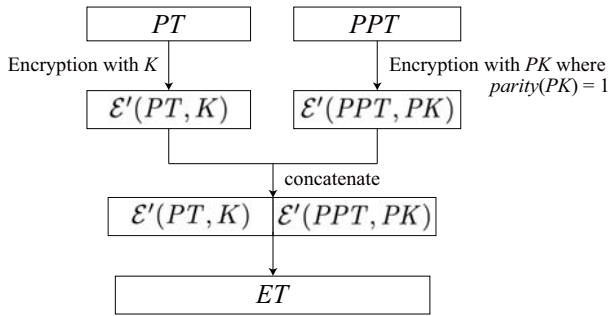 PT PPT
Encryption with K Encryption with PK where
parity(PK) = 1
ℰ′(PT, K) ℰ′(PPT, PK)
concatenate
ℰ′(PT, K) ℰ′(PPT, PK)
ET